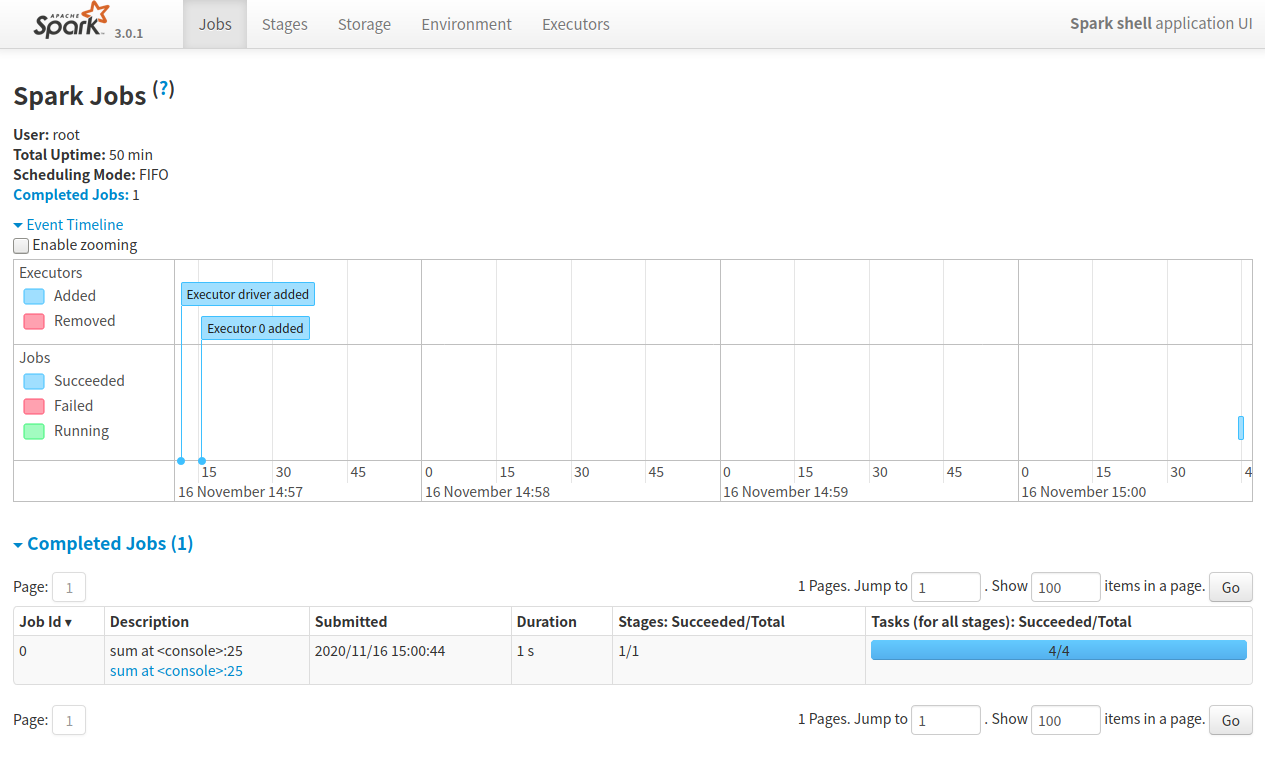 APACHE
Spark 3.0.1 Jobs Stages Storage Environment Executors Spark shell application UI
Spark Jobs (?)
User: root
Total Uptime: 50 min
Scheduling Mode: FIFO
Completed Jobs: 1
Event Timeline
Enable zooming
Executors
Added
Removed
Executor driver added
Executor 0 added
Jobs
Succeeded
Failed
Running
15 30 45 0 15 30 45 0 15 30 45 0 15 30 4
16 November 14:57 16 November 14:58 16 November 14:59 16 November 15:00
Completed Jobs (1)
Page: 1 1 Pages. Jump to 1 . Show 100 items in a page. Go
Job Id ▾ Description Submitted Duration Stages: Succeeded/Total Tasks (for all stages): Succeeded/Total
0 sum at <console>:25 2020/11/16 15:00:44 1 s 1/1 4/4
sum at <console>:25
Page: 1 1 Pages. Jump to 1 . Show 100 items in a page. Go